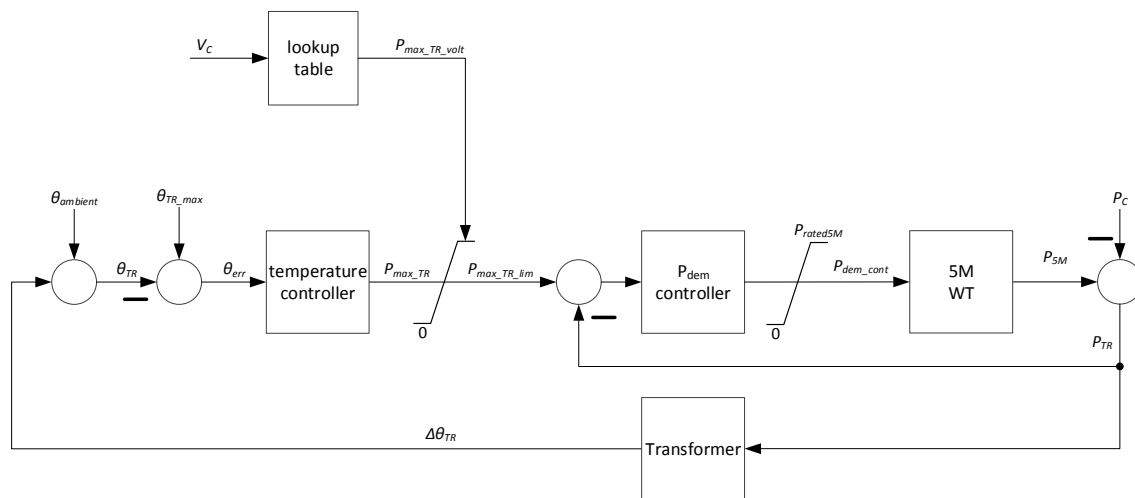 V_C
lookup
table
P_max_TR_volt
θ_ambient
θ_TR_max
θ_TR
θ_err
temperature
controller
P_max_TR
0
P_max_TR_lim
P_dem
controller
P_rated5M
0
P_dem_cont
5M
WT
P_5M
P_C
P_TR
Δθ_TR
Transformer